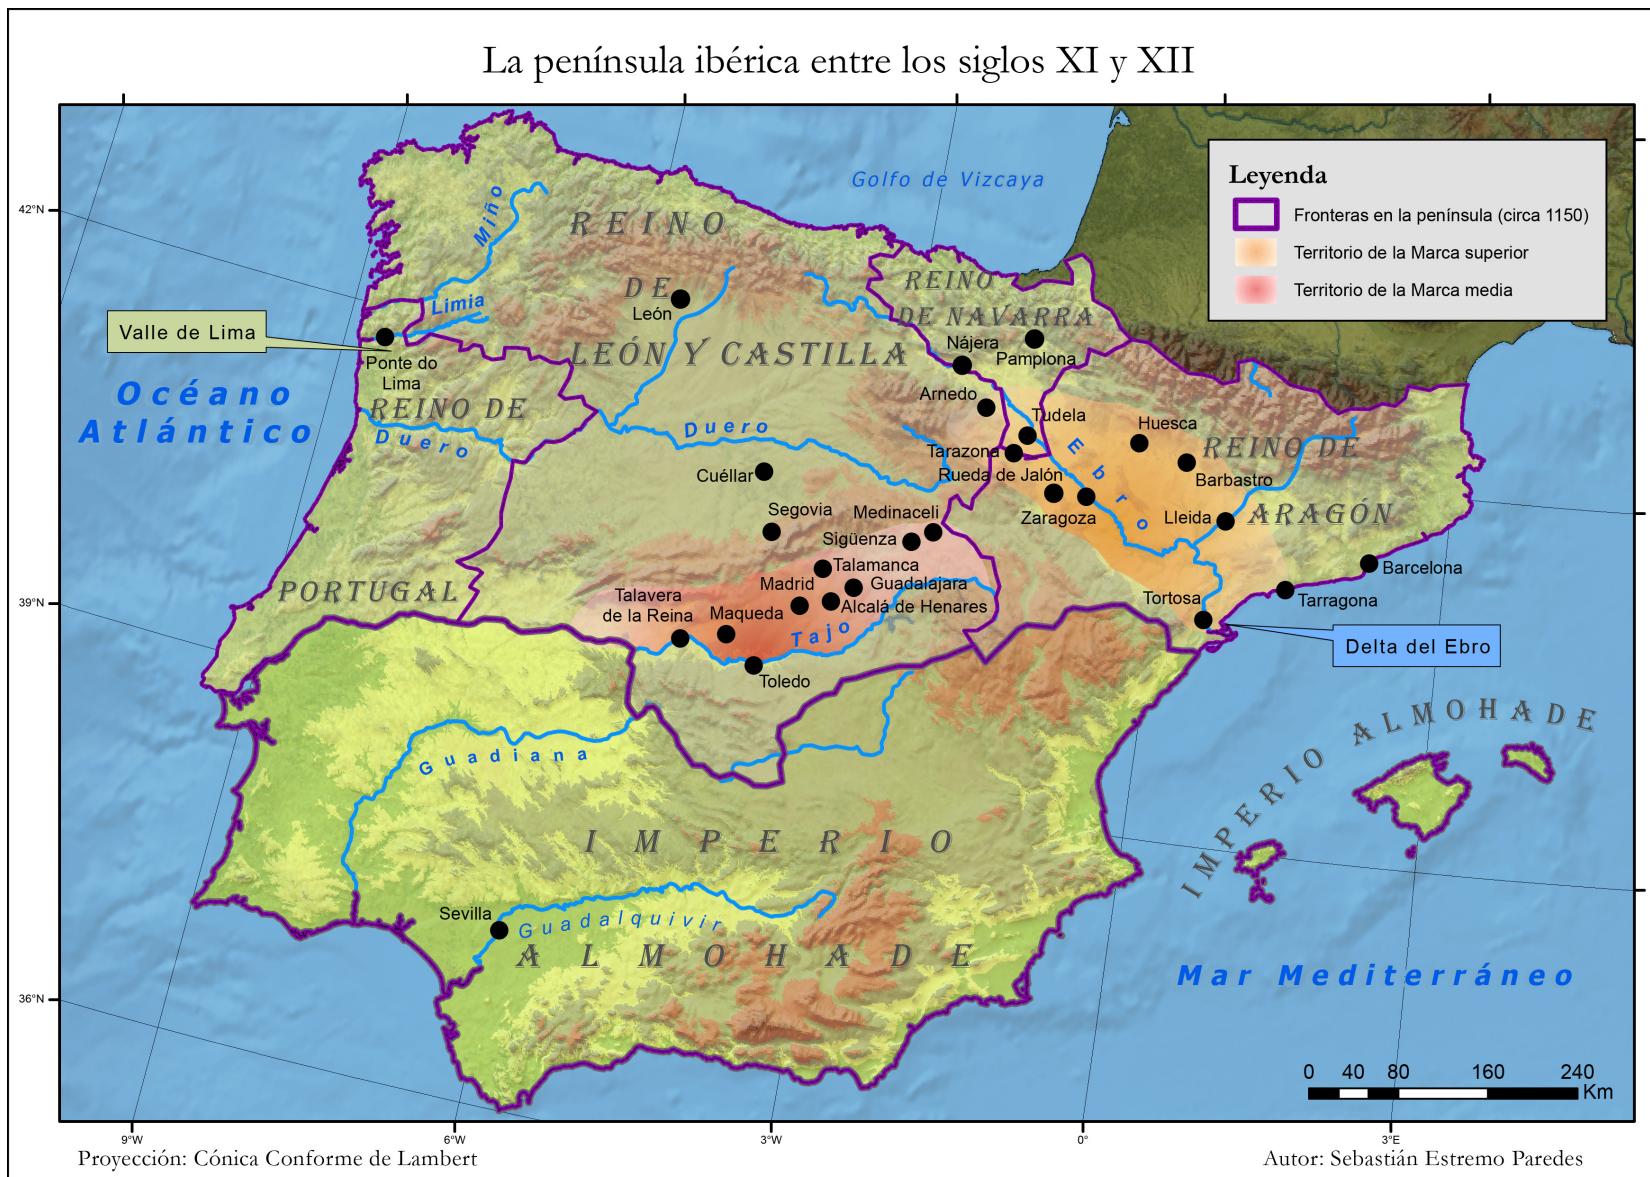 La península ibérica entre los siglos XI y XII
Golfo de Vizcaya
Leyenda
Fronteras en la península (circa 1150)
Territorio de la Marca superior
Territorio de la Marca media
42°N
39°N
36°N
Miño
REINO
DE
LEÓN Y CASTILLA
León
Limia
Valle de Lima
Ponte do
Lima
Océano
Atlántico
REINO DE
PORTUGAL
Duero
Duero
REINO
DE NAVARRA
Nájera
Pamplona
Arnedo
Tudela
Tarazona
Rueda de Jalón
Ebro
Zaragoza
Huesca
Barbastro
Lleida
REINO DE
ARAGÓN
Barcelona
Tarragona
Tortosa
Delta del Ebro
Cuéllar
Segovia
Medinaceli
Sigüenza
Talamanca
Madrid
Guadalajara
Alcalá de Henares
Talavera
de la Reina
Maqueda
Tajo
Toledo
Guadiana
IMPERIO
ALMOHADE
Sevilla
Guadalquivir
IMPERIO ALMOHADE
Mar Mediterráneo
0 40 80 160 240
Km
9°W 6°W 3°W 0° 3°E
Proyección: Cónica Conforme de Lambert
Autor: Sebastián Estremo Paredes